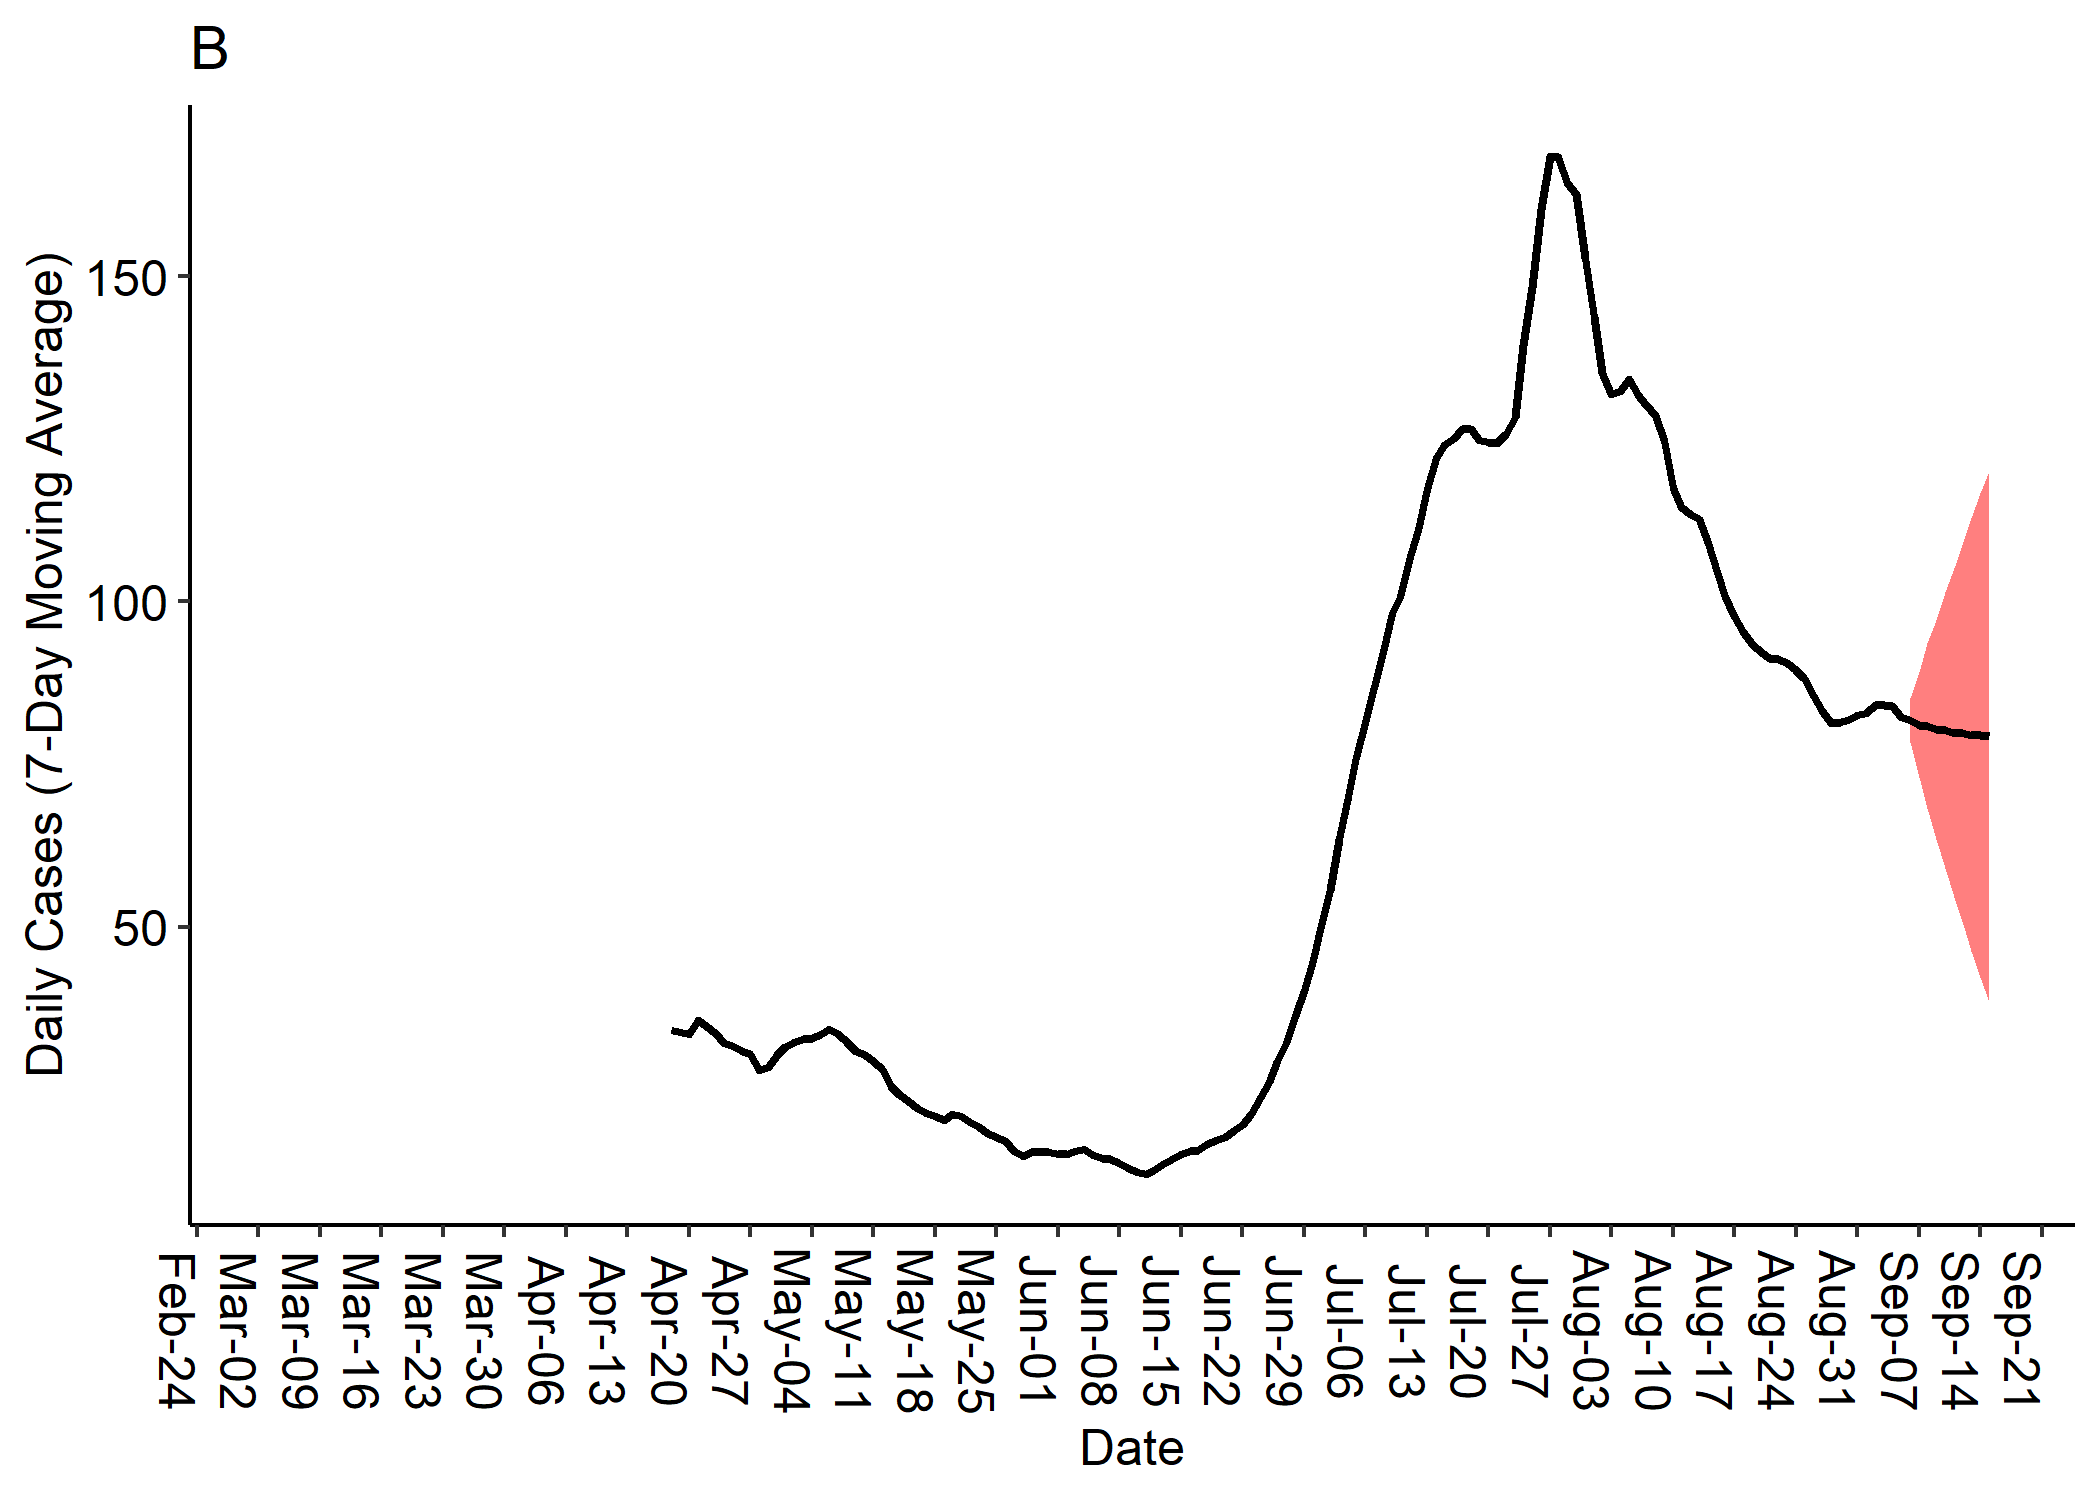 B
Daily Cases (7-Day Moving Average)
150
100
50
Feb-24
Mar-02
Mar-09
Mar-16
Mar-23
Mar-30
Apr-06
Apr-13
Apr-20
Apr-27
May-04
May-11
May-18
May-25
Jun-01
Jun-08
Jun-15
Jun-22
Jun-29
Jul-06
Jul-13
Jul-20
Jul-27
Aug-03
Aug-10
Aug-17
Aug-24
Aug-31
Sep-07
Sep-14
Sep-21
Date